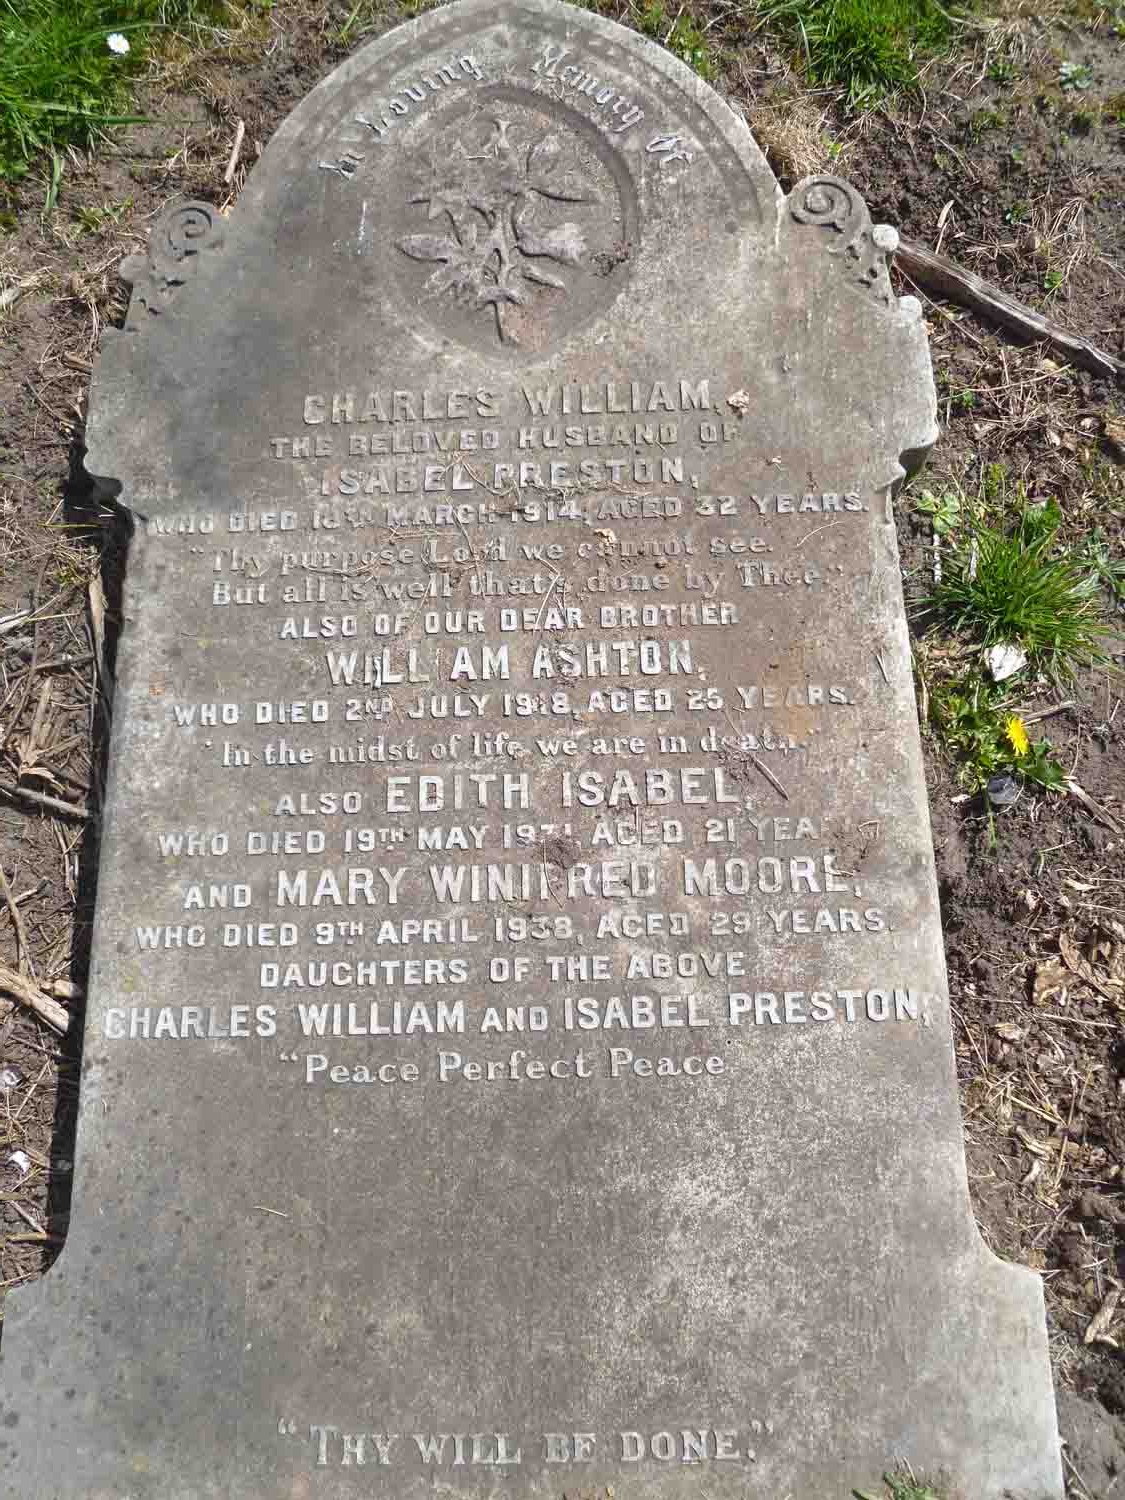 In Loving Memory Of
CHARLES WILLIAM,
THE BELOVED HUSBAND OF
ISABEL PRESTON,
WHO DIED MARCH 1914, AGED 32 YEARS.
"Thy purpose Lord we cannot see.
But all is well that's done by Thee."
ALSO OF OUR DEAR BROTHER
WILLIAM ASHTON,
WHO DIED 2ND JULY 1918, AGED 25 YEARS.
"In the midst of life we are in death."
ALSO EDITH ISABEL,
WHO DIED 19TH MAY AGED 21 YEARS
AND MARY WINIFRED MOORE,
WHO DIED 9TH APRIL 1938, AGED 29 YEARS.
DAUGHTERS OF THE ABOVE
CHARLES WILLIAM AND ISABEL PRESTON,
"Peace Perfect Peace
"THY WILL BE DONE."